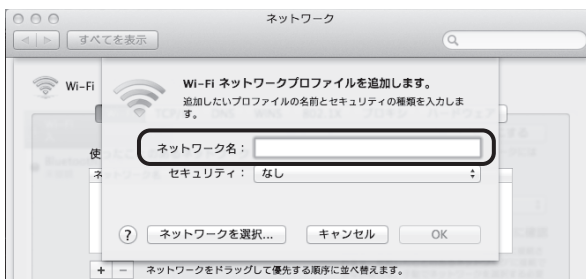 ネットワーク
すべてを表示
Wi-Fi
Wi-Fi ネットワークプロファイルを追加します。
追加したいプロファイルの名前とセキュリティの種類を入力しま
す。
使
ネットワーク名：
ネ
セキュリティ： なし
? ネットワークを選択... キャンセル OK
+ − ネットワークをドラッグして優先する順序に並べ替えます。